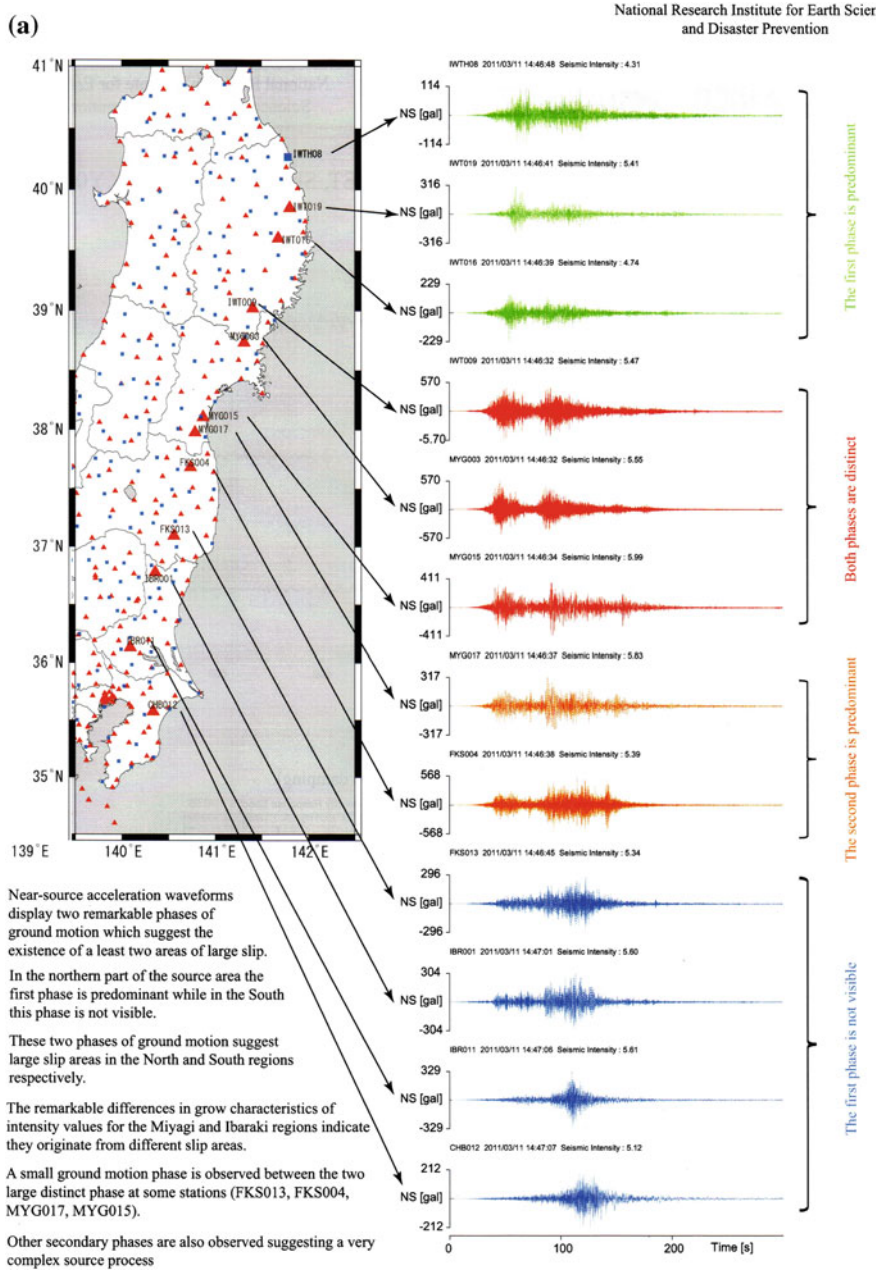 National Research Institute for Earth Scien
and Disaster Prevention
(a)
41°N
40°N
39°N
38°N
37°N
36°N
35°N
139°E
140°E
141°E
142°E
IWTH08
IWT019
IWT016
IWT009
MYG003
MYG015
MYG017
FKS004
FKS013
IBR001
IBR011
CHB012
IWTH08 2011/03/11 14:46:48 Seismic Intensity : 4.31
114
NS [gal]
-114
IWT019 2011/03/11 14:46:41 Seismic Intensity : 5.41
316
NS [gal]
-316
IWT016 2011/03/11 14:46:39 Seismic Intensity : 4.74
229
NS [gal]
-229
The first phase is predominant
IWT009 2011/03/11 14:46:32 Seismic Intensity : 5.47
570
NS [gal]
-5.70
MYG003 2011/03/11 14:46:32 Seismic Intensity : 5.55
570
NS [gal]
-570
MYG015 2011/03/11 14:46:34 Seismic Intensity : 5.99
411
NS [gal]
-411
Both phases are distinct
MYG017 2011/03/11 14:46:37 Seismic Intensity : 5.83
317
NS [gal]
-317
FKS004 2011/03/11 14:46:38 Seismic Intensity : 5.39
568
NS [gal]
-568
The second phase is predominant
FKS013 2011/03/11 14:46:45 Seismic Intensity : 5.34
296
NS [gal]
-296
IBR001 2011/03/11 14:47:01 Seismic Intensity : 5.60
304
NS [gal]
-304
IBR011 2011/03/11 14:47:06 Seismic Intensity : 5.61
329
NS [gal]
-329
CHB012 2011/03/11 14:47:07 Seismic Intensity : 5.12
212
NS [gal]
-212
The first phase is not visible
0
100
200
Time [s]
Near-source acceleration waveforms
display two remarkable phases of
ground motion which suggest the
existence of a least two areas of large slip.
In the northern part of the source area the
first phase is predominant while in the South
this phase is not visible.
These two phases of ground motion suggest
large slip areas in the North and South regions
respectively.
The remarkable differences in grow characteristics of
intensity values for the Miyagi and Ibaraki regions indicate
they originate from different slip areas.
A small ground motion phase is observed between the two
large distinct phase at some stations (FKS013, FKS004,
MYG017, MYG015).
Other secondary phases are also observed suggesting a very
complex source process